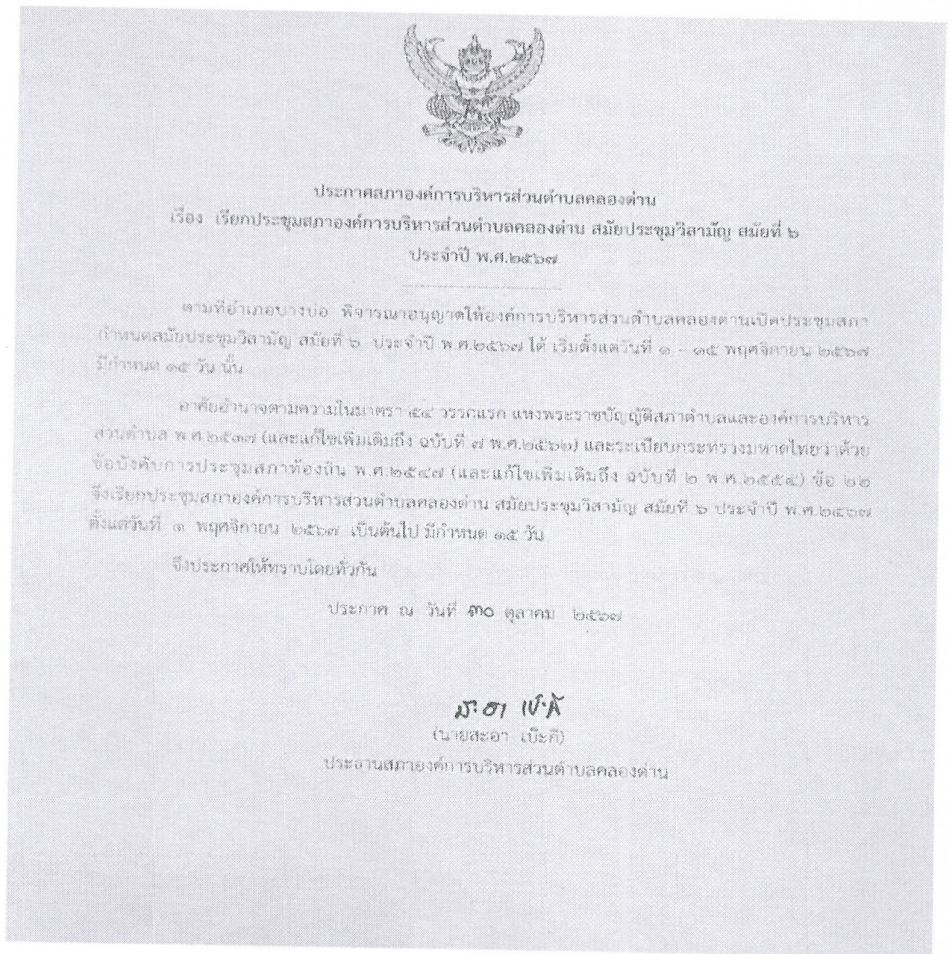 ประกาศสภาองค์การบริหารส่วนตำบลคลองด่าน
เรื่อง เรียกประชุมสภาองค์การบริหารส่วนตำบลคลองด่าน สมัยประชุมวิสามัญ สมัยที่ ๖
ประจำปี พ.ศ.๒๕๖๗
ตามที่อำเภอบางบ่อ พิจารณาอนุญาตให้องค์การบริหารส่วนตำบลคลองด่านเปิดประชุมสภา
กำหนดสมัยประชุมวิสามัญ สมัยที่ ๖ ประจำปี พ.ศ.๒๕๖๗ ได้ เริ่มตั้งแต่วันที่ ๑ - ๑๕ พฤศจิกายน ๒๕๖๗
มีกำหนด ๑๕ วัน นั้น
อาศัยอำนาจตามความในมาตรา ๕๔ วรรคแรก แห่งพระราชบัญญัติสภาตำบลและองค์การบริหาร
ส่วนตำบล พ.ศ.๒๕๓๗ (และแก้ไขเพิ่มเติมถึง ฉบับที่ ๗ พ.ศ.๒๕๖๒) และระเบียบกระทรวงมหาดไทยว่าด้วย
ข้อบังคับการประชุมสภาท้องถิ่น พ.ศ.๒๕๔๗ (และแก้ไขเพิ่มเติมถึง ฉบับที่ ๒ พ.ศ.๒๕๕๔) ข้อ ๒๒
จึงเรียกประชุมสภาองค์การบริหารส่วนตำบลคลองด่าน สมัยประชุมวิสามัญ สมัยที่ ๖ ประจำปี พ.ศ.๒๕๖๗
ตั้งแต่วันที่ ๑ พฤศจิกายน ๒๕๖๗ เป็นต้นไป มีกำหนด ๑๕ วัน
จึงประกาศให้ทราบโดยทั่วกัน
ประกาศ ณ วันที่ ๓๐ ตุลาคม ๒๕๖๗
สะอา เบ๊ะกี
(นายสะอา เบ๊ะกี)
ประธานสภาองค์การบริหารส่วนตำบลคลองด่าน